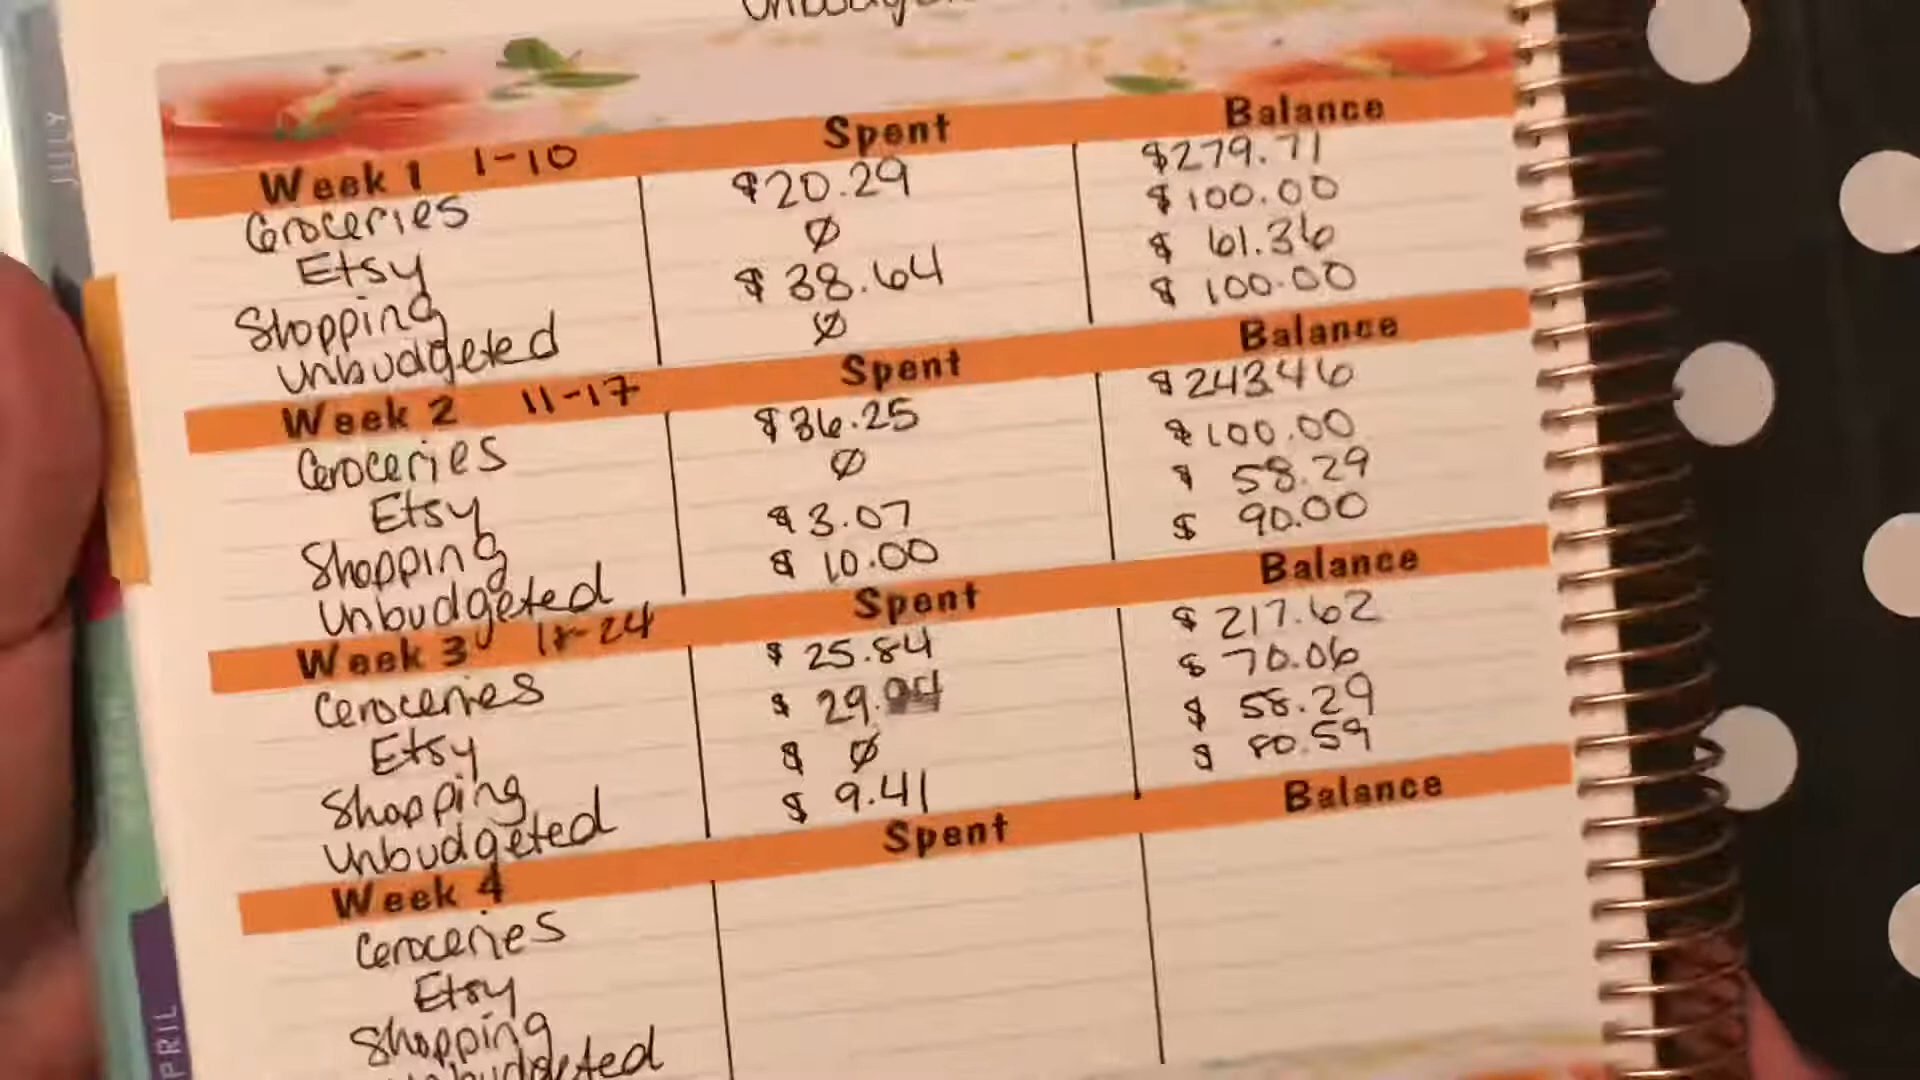 Week 1 1-10 Spent Balance
Groceries $20.29 $279.71
Etsy Ø $100.00
Shopping $38.64 $ 61.36
unbudgeted Ø $ 100.00
Week 2 11-17 Spent Balance
Groceries $36.25 $243.46
Etsy Ø $100.00
Shopping $3.07 $ 58.29
unbudgeted $ 10.00 $ 90.00
Week 3 18-24 Spent Balance
Groceries $ 25.84 $ 217.62
Etsy $ 29.94 $ 70.06
Shopping $ Ø $ 58.29
unbudgeted $ 9.41 $ 80.59
Week 4 Spent Balance
Groceries
Etsy
Shopping
unbudgeted
JULY
APRIL